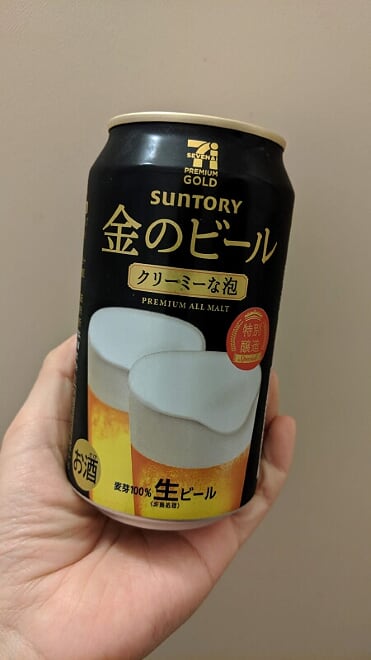 SEVEN & i
PREMIUM
GOLD
SUNTORY
金のビール
クリーミーな泡
PREMIUM ALL MALT
特別
醸造
お酒
麦芽100% 生ビール
(非熱処理)